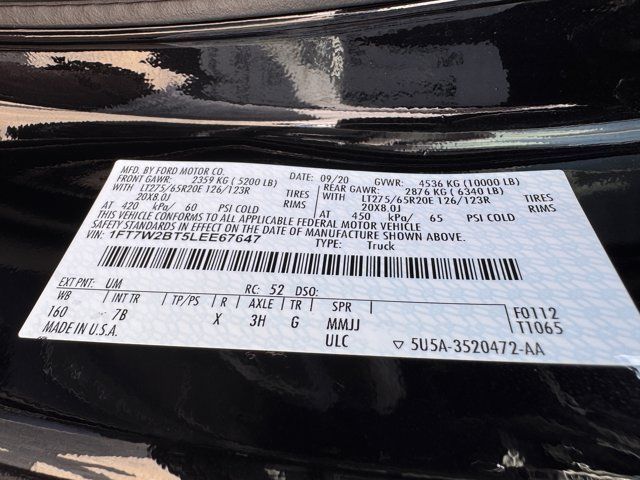 MFD. BY FORD MOTOR CO.
DATE: 09/20 GVWR: 4536 KG (10000 LB)
FRONT GAWR: 2359 KG (5200 LB) REAR GAWR: 2876 KG (6340 LB)
WITH LT275/65R20E 126/123R TIRES WITH LT275/65R20E 126/123R TIRES
20X8.0J RIMS 20X8.0J RIMS
AT 420 kPa/ 60 PSI COLD AT 450 kPa/ 65 PSI COLD
THIS VEHICLE CONFORMS TO ALL APPLICABLE FEDERAL MOTOR VEHICLE
SAFETY STANDARDS IN EFFECT ON THE DATE OF MANUFACTURE SHOWN ABOVE.
VIN: 1FT7W2BT5LEE67647 TYPE: Truck
EXT PNT: UM RC: 52 DSO:
WB INT TR TP/PS R AXLE TR SPR
160 7B X 3H G MMJJ F0112
ULC T1065
MADE IN U.S.A. ▽ 5U5A-3520472-AA